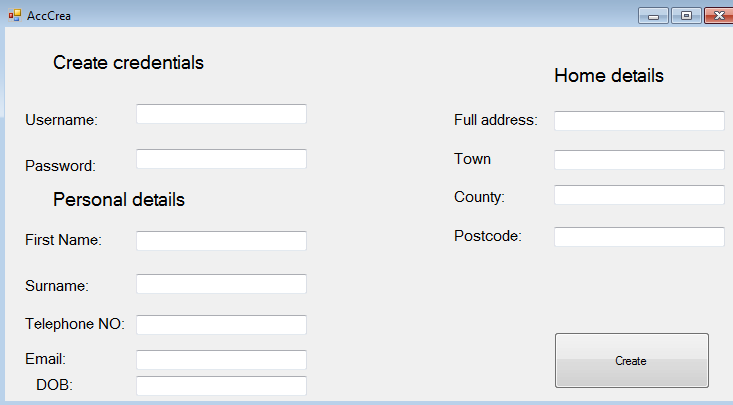 AccCrea
Create credentials
Username:
Password:
Personal details
First Name:
Surname:
Telephone NO:
Email:
DOB:
Home details
Full address:
Town
County:
Postcode:
Create